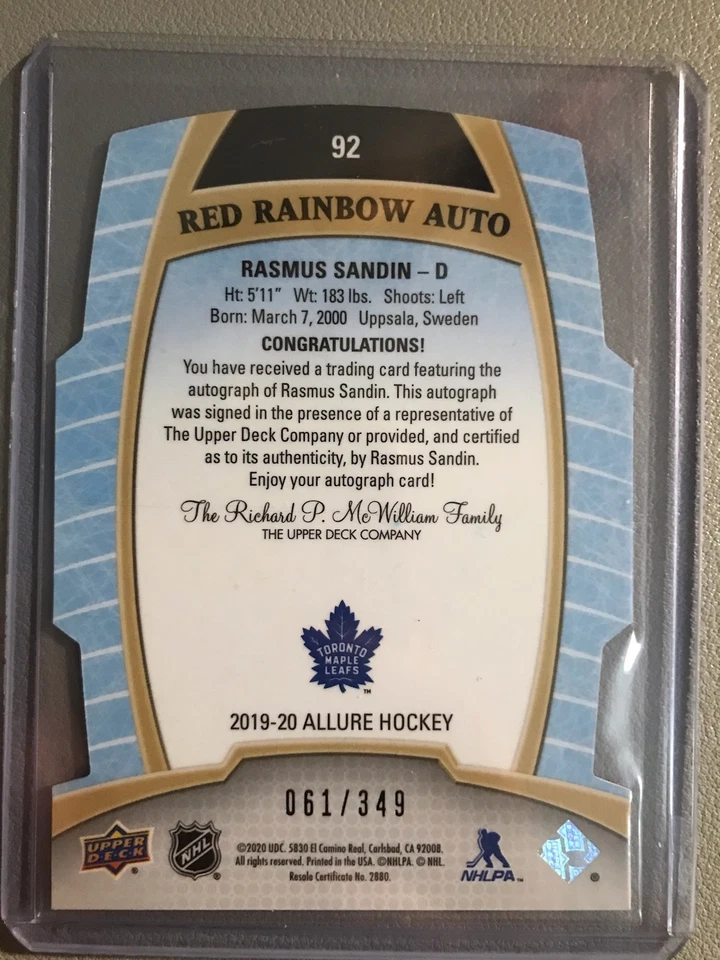 92
RED RAINBOW AUTO
RASMUS SANDIN – D
Ht: 5'11" Wt: 183 lbs. Shoots: Left
Born: March 7, 2000 Uppsala, Sweden
CONGRATULATIONS!
You have received a trading card featuring the
autograph of Rasmus Sandin. This autograph
was signed in the presence of a representative of
The Upper Deck Company or provided, and certified
as to its authenticity, by Rasmus Sandin.
Enjoy your autograph card!
The Richard P. McWilliam Family
THE UPPER DECK COMPANY
TORONTO
MAPLE
LEAFS
™
2019-20 ALLURE HOCKEY
061/349
UPPER
D·E·C·K
®
NHL
®
©2020 UDC. 5830 El Camino Real, Carlsbad, CA 92008.
All rights reserved. Printed in the USA. ©NHLPA. © NHL.
Resale Certificate No. 2880.
NHLPA™
®